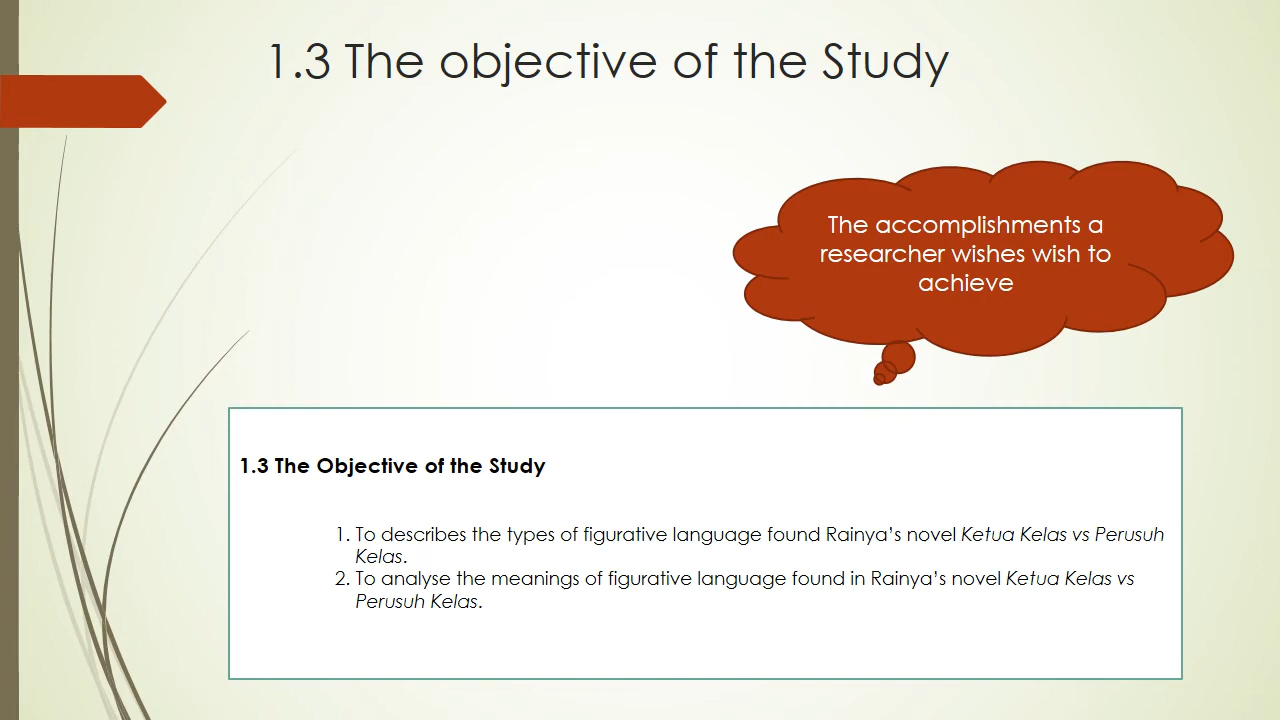 1.3 The objective of the Study
The accomplishments a
researcher wishes wish to
achieve
1.3 The Objective of the Study
1. To describes the types of figurative language found Rainya’s novel Ketua Kelas vs Perusuh
Kelas.
2. To analyse the meanings of figurative language found in Rainya’s novel Ketua Kelas vs
Perusuh Kelas.